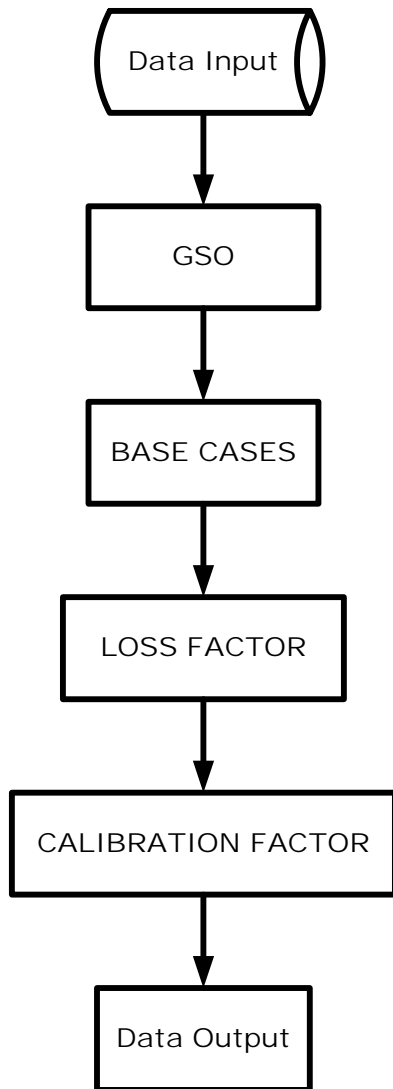 Data Input
GSO
BASE CASES
LOSS FACTOR
CALIBRATION FACTOR
Data Output